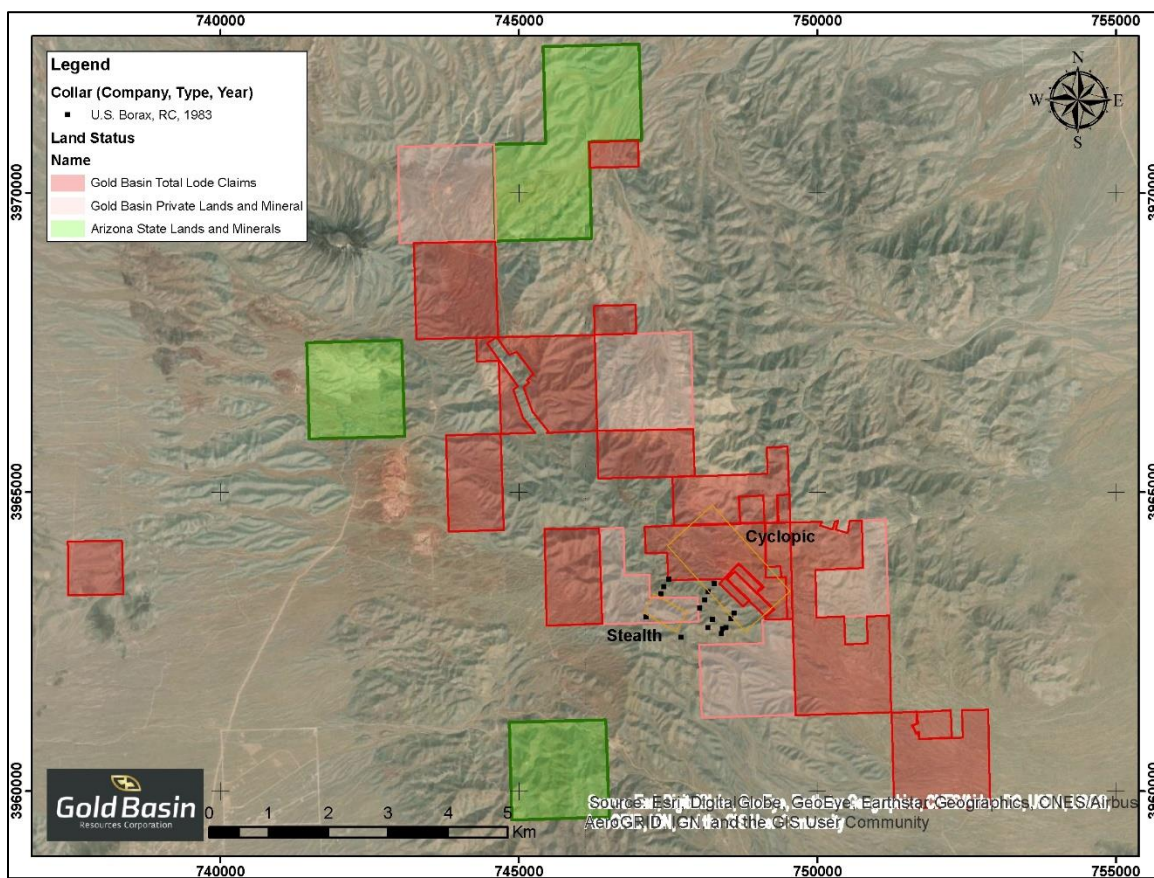 740000 745000 750000 755000
Legend
Collar (Company, Type, Year)
U.S. Borax, RC, 1983
Land Status
Name
Gold Basin Total Lode Claims
Gold Basin Private Lands and Mineral
Arizona State Lands and Minerals
N
W E
S
3970000 3970000
3965000 3965000
Cyclopic
Stealth
3960000 3960000
Gold Basin
Resources Corporation
0 1 2 3 4 5
Km
Source: Esri, DigitalGlobe, GeoEye, Earthstar Geographics, CNES/Airbus
AeroGRID, IGN, and the GIS User Community
740000 745000 750000 755000